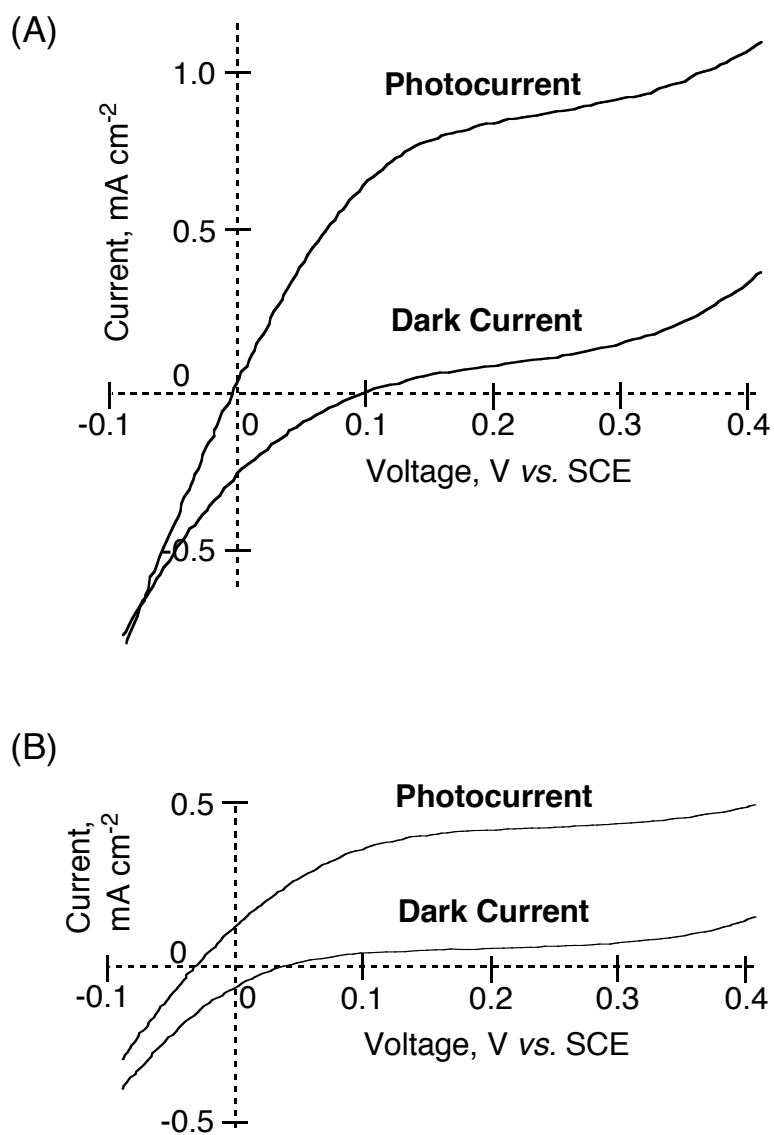 (A)
1.0
Photocurrent
Current, mA cm-2
0.5
Dark Current
0
-0.1
0
0.1
0.2
0.3
0.4
Voltage, V vs. SCE
-0.5
(B)
0.5
Photocurrent
Current,
mA cm-2
Dark Current
0
-0.1
0
0.1
0.2
0.3
0.4
Voltage, V vs. SCE
-0.5